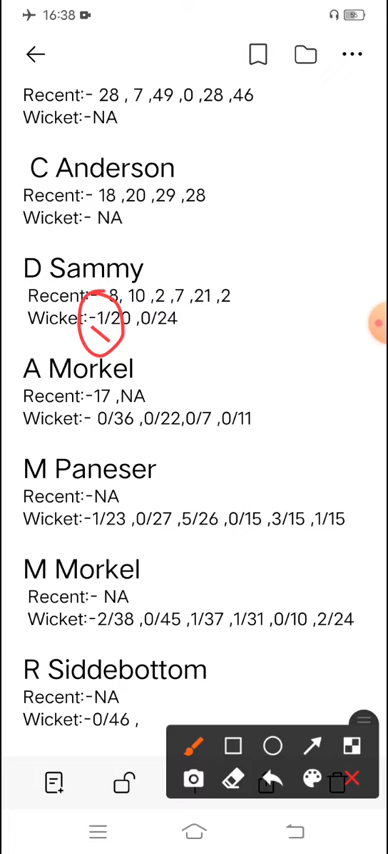 16:38
Recent:- 28 , 7 ,49 ,0 ,28 ,46
Wicket:-NA
C Anderson
Recent:- 18 ,20 ,29 ,28
Wicket:- NA
D Sammy
Recent:- 8, 10 ,2 ,7 ,21 ,2
Wicket:-1/20 ,0/24
A Morkel
Recent:-17 ,NA
Wicket:- 0/36 ,0/22,0/7 ,0/11
M Paneser
Recent:-NA
Wicket:-1/23 ,0/27 ,5/26 ,0/15 ,3/15 ,1/15
M Morkel
Recent:- NA
Wicket:-2/38 ,0/45 ,1/37 ,1/31 ,0/10 ,2/24
R Siddebottom
Recent:-NA
Wicket:-0/46 ,